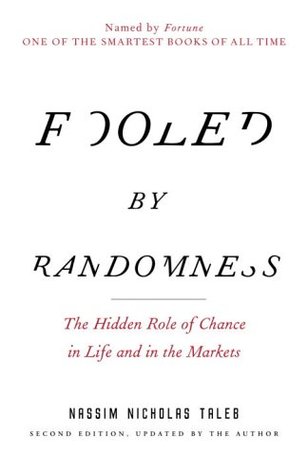 Named by Fortune
ONE OF THE SMARTEST BOOKS OF ALL TIME
FOOLED
BY
RANDOMNESS
The Hidden Role of Chance
in Life and in the Markets
NASSIM NICHOLAS TALEB
SECOND EDITION, UPDATED BY THE AUTHOR